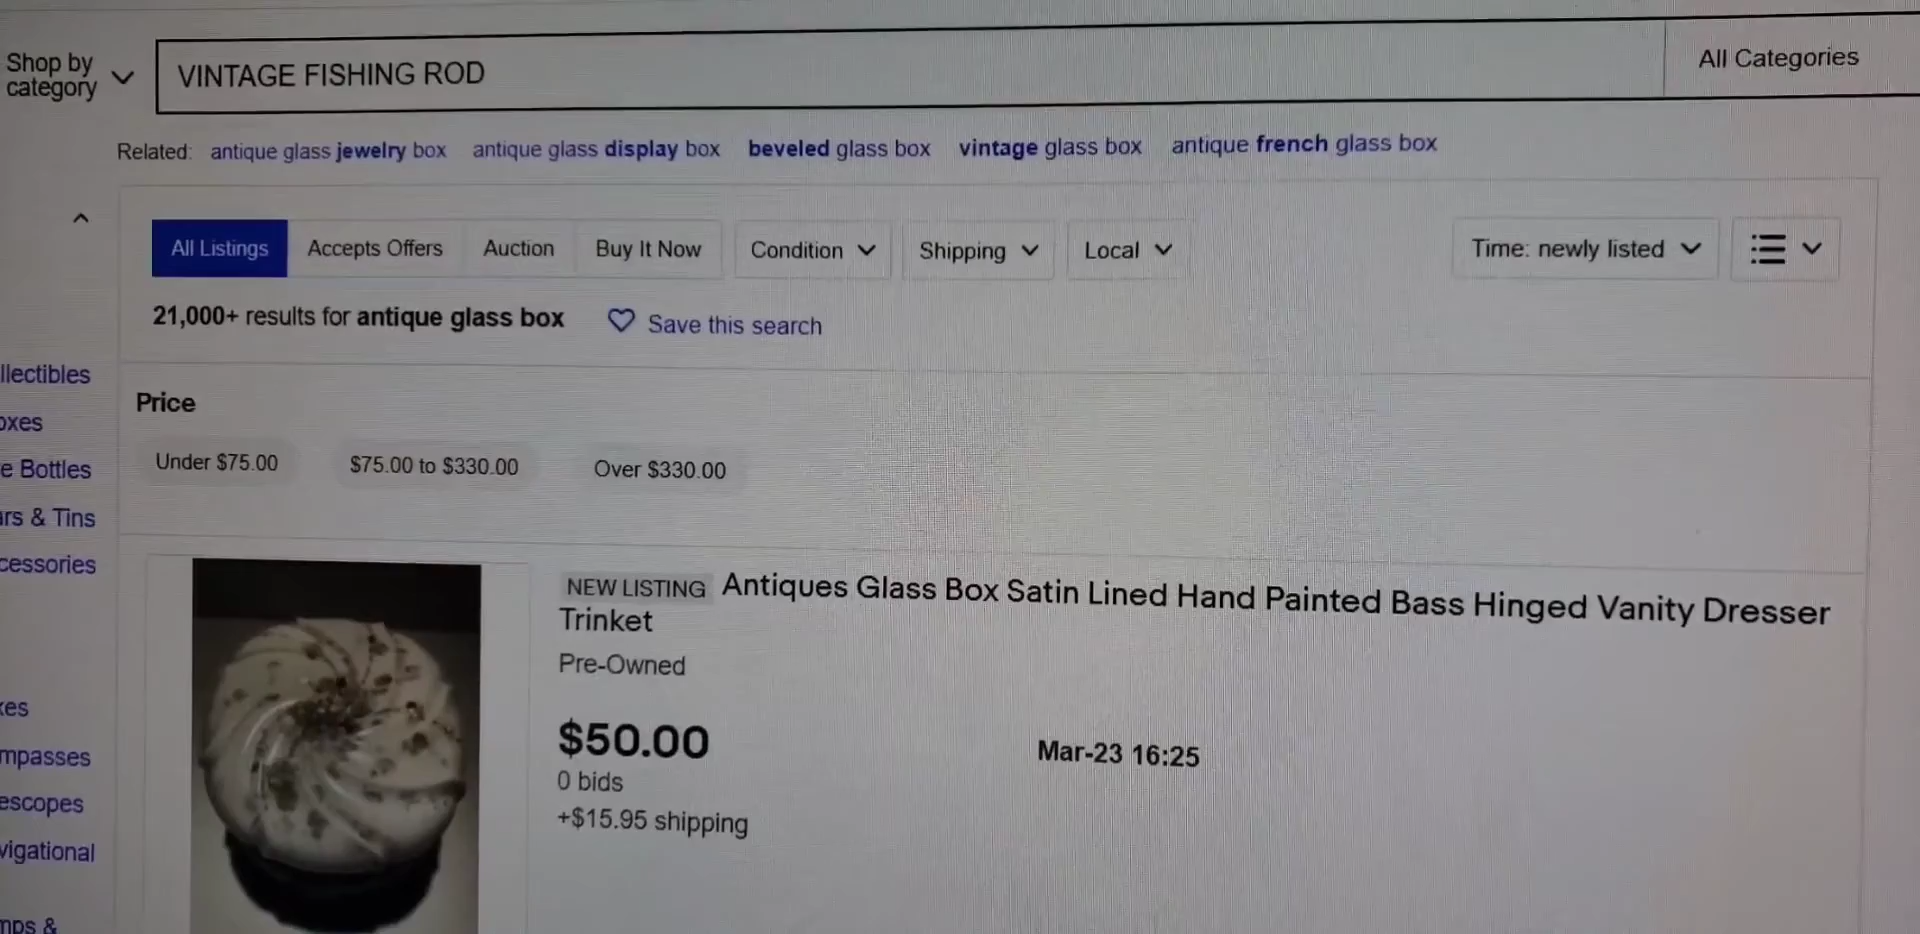 Shop by
category
VINTAGE FISHING ROD
All Categories
Related: antique glass jewelry box antique glass display box beveled glass box vintage glass box antique french glass box
All Listings Accepts Offers Auction Buy It Now Condition Shipping Local Time: newly listed
21,000+ results for antique glass box Save this search
llectibles
Price
oxes
Under $75.00 $75.00 to $330.00 Over $330.00
e Bottles
ars & Tins
cessories
NEW LISTING Antiques Glass Box Satin Lined Hand Painted Bass Hinged Vanity Dresser
Trinket
Pre-Owned
kes
$50.00 Mar-23 16:25
mpasses
0 bids
escopes
+$15.95 shipping
vigational
mps &